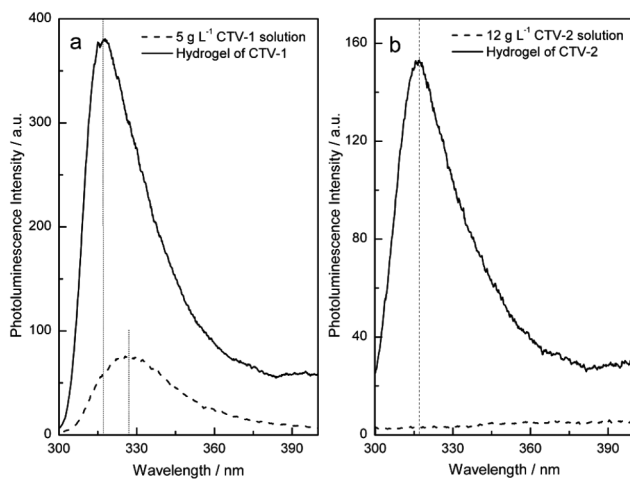 a
5 g L⁻¹ CTV-1 solution
Hydrogel of CTV-1
Photoluminescence Intensity / a.u.
400
300
200
100
0
300
330
360
390
Wavelength / nm
b
12 g L⁻¹ CTV-2 solution
Hydrogel of CTV-2
Photoluminescence Intensity / a.u.
160
120
80
40
0
300
330
360
390
Wavelength / nm